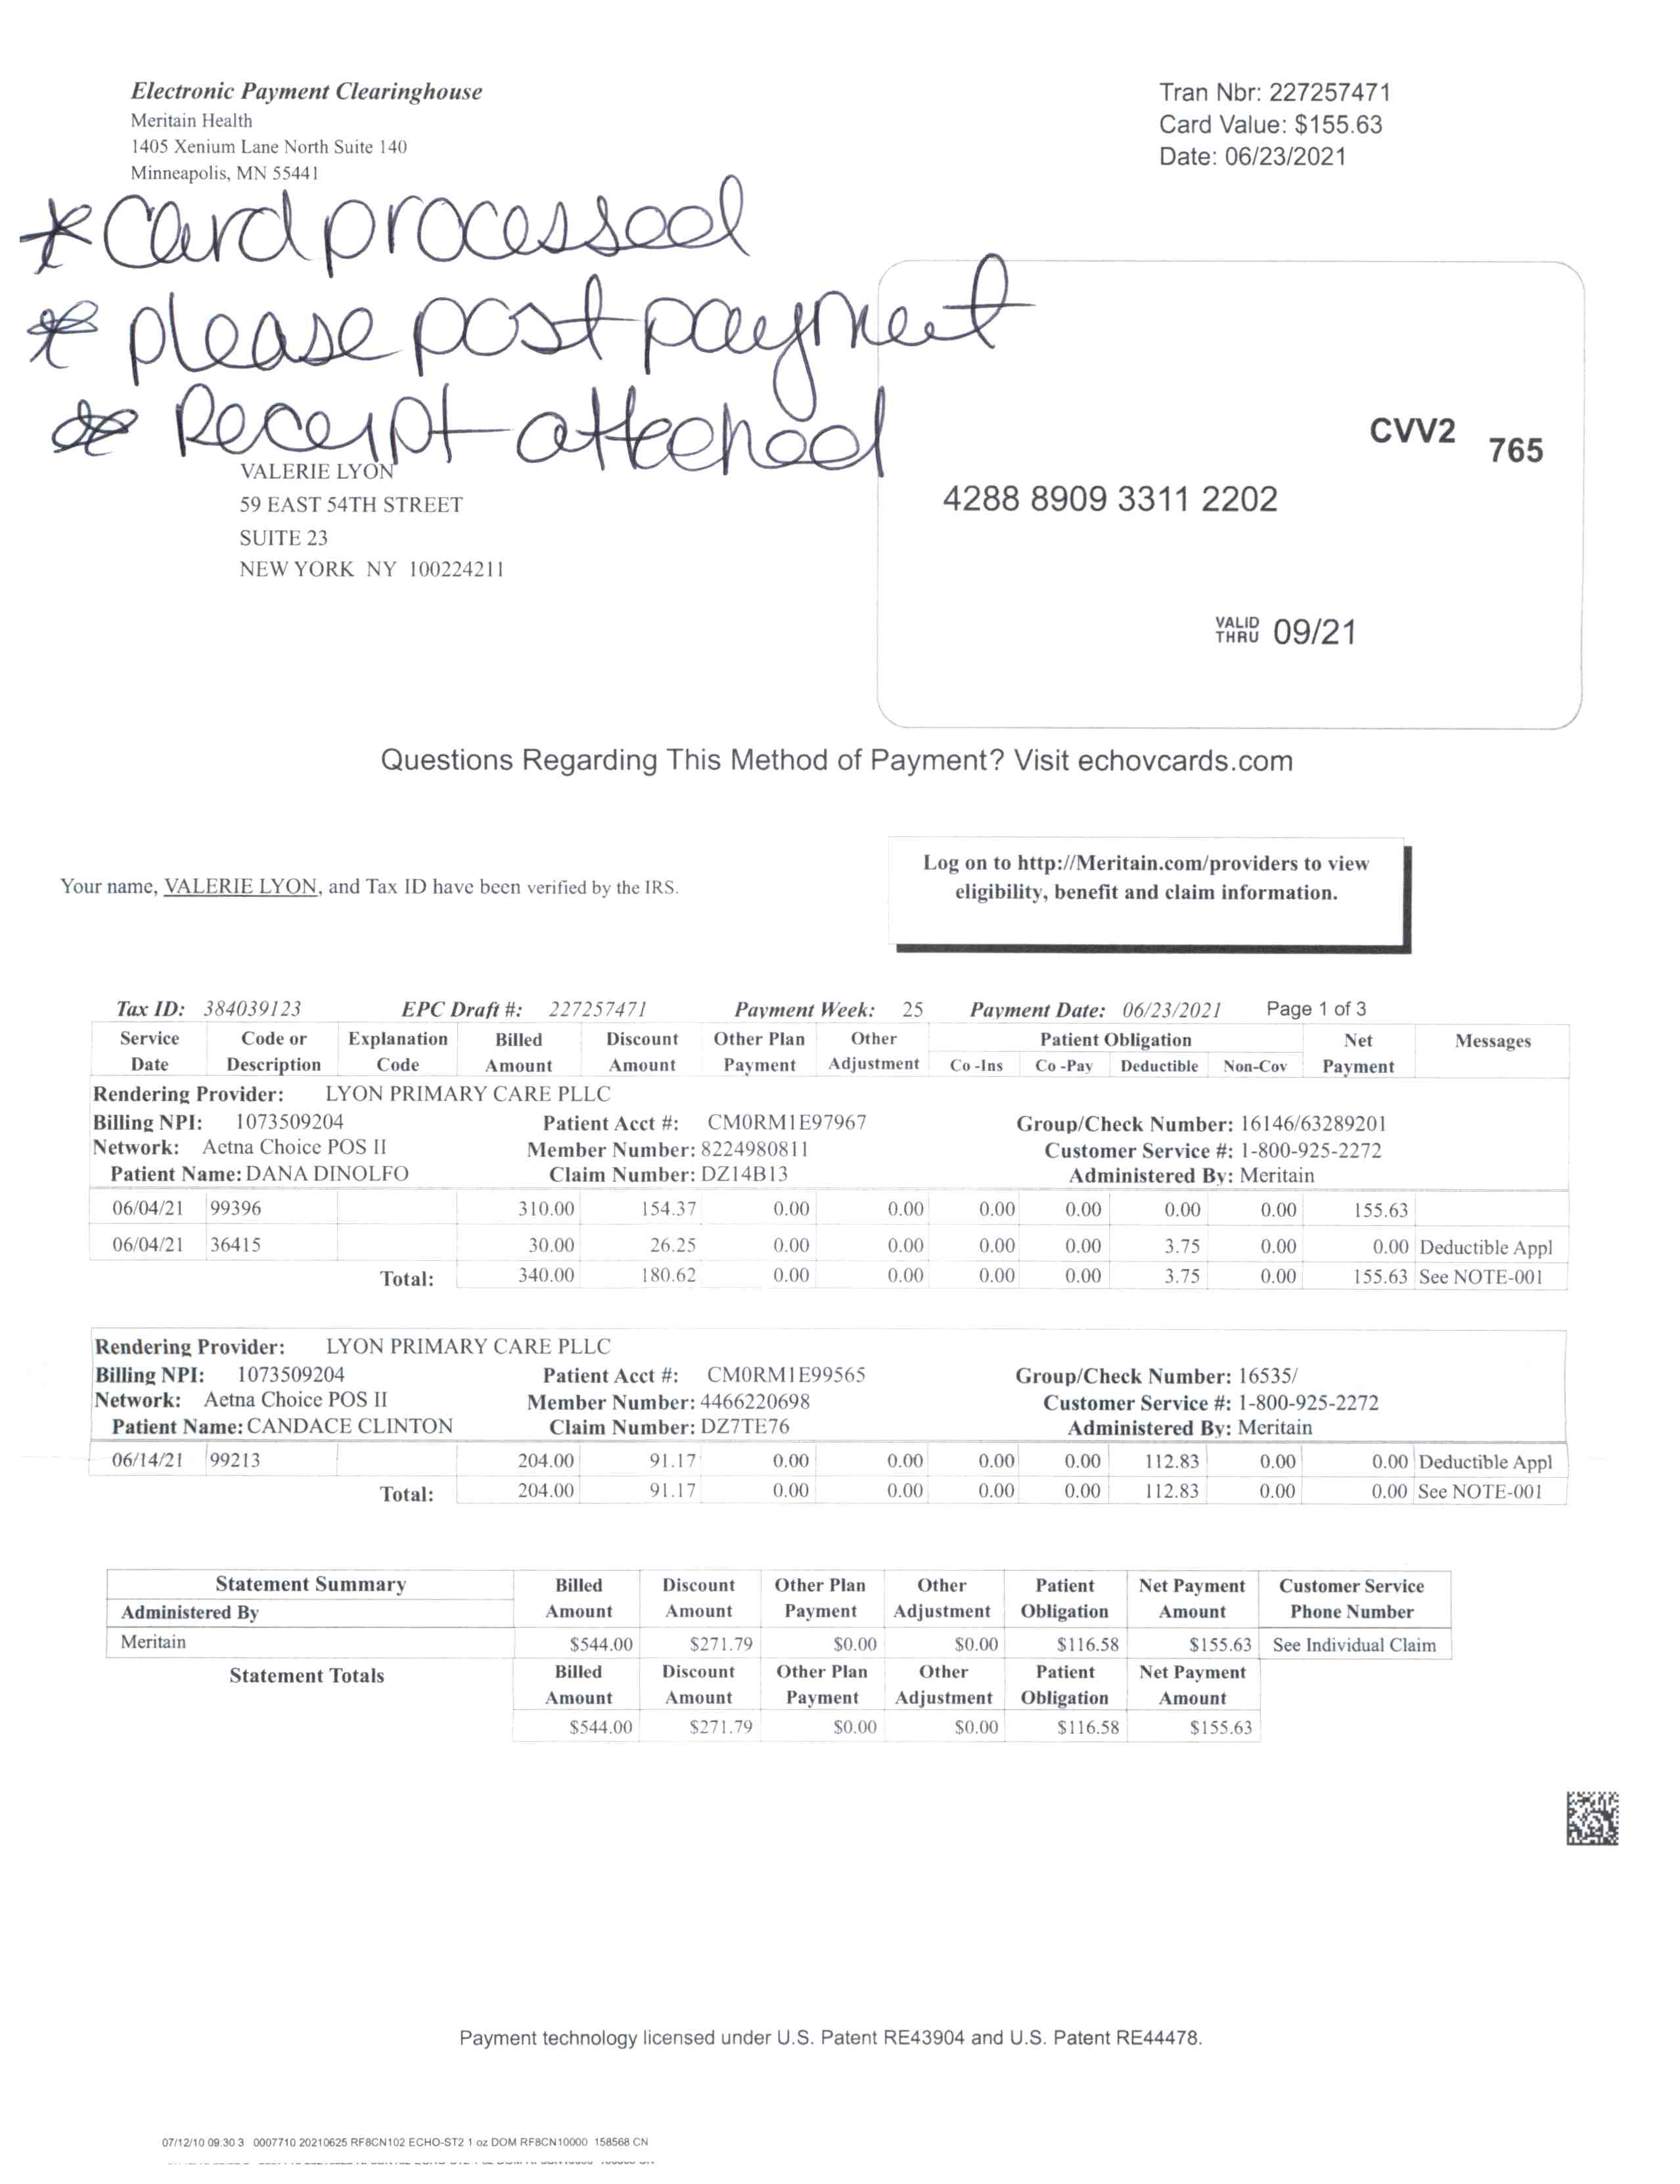 Electronic Payment Clearinghouse
Meritain Health
1405 Xenium Lane North Suite 140
Minneapolis, MN 55441
Tran Nbr: 227257471
Card Value: $155.63
Date: 06/23/2021
* Card processed
* please post payment
* Receipt attached
VALERIE LYON
59 EAST 54TH STREET
SUITE 23
NEW YORK NY 100224211
CVV2 765
4288 8909 3311 2202
VALID THRU 09/21
Questions Regarding This Method of Payment? Visit echovcards.com
Your name, VALERIE LYON, and Tax ID have been verified by the IRS.
Log on to http://Meritain.com/providers to view
eligibility, benefit and claim information.
Tax ID: 384039123 EPC Draft #: 227257471 Payment Week: 25 Payment Date: 06/23/2021 Page 1 of 3
Service Code or Explanation Billed Discount Other Plan Other Patient Obligation Net Messages
Date Description Code Amount Amount Payment Adjustment Co -Ins Co -Pay Deductible Non-Cov Payment
Rendering Provider: LYON PRIMARY CARE PLLC
Billing NPI: 1073509204 Patient Acct #: CM0RM1E97967 Group/Check Number: 16146/63289201
Network: Aetna Choice POS II Member Number: 8224980811 Customer Service #: 1-800-925-2272
Patient Name: DANA DINOLFO Claim Number: DZ14B13 Administered By: Meritain
06/04/21 99396 310.00 154.37 0.00 0.00 0.00 0.00 0.00 0.00 155.63
06/04/21 36415 30.00 26.25 0.00 0.00 0.00 0.00 3.75 0.00 0.00 Deductible Appl
Total: 340.00 180.62 0.00 0.00 0.00 0.00 3.75 0.00 155.63 See NOTE-001
Rendering Provider: LYON PRIMARY CARE PLLC
Billing NPI: 1073509204 Patient Acct #: CM0RM1E99565 Group/Check Number: 16535/
Network: Aetna Choice POS II Member Number: 4466220698 Customer Service #: 1-800-925-2272
Patient Name: CANDACE CLINTON Claim Number: DZ7TE76 Administered By: Meritain
06/14/21 99213 204.00 91.17 0.00 0.00 0.00 0.00 112.83 0.00 0.00 Deductible Appl
Total: 204.00 91.17 0.00 0.00 0.00 0.00 112.83 0.00 0.00 See NOTE-001
Statement Summary Billed Discount Other Plan Other Patient Net Payment Customer Service
Administered By Amount Amount Payment Adjustment Obligation Amount Phone Number
Meritain $544.00 $271.79 $0.00 $0.00 $116.58 $155.63 See Individual Claim
Statement Totals Billed Discount Other Plan Other Patient Net Payment
Amount Amount Payment Adjustment Obligation Amount
$544.00 $271.79 $0.00 $0.00 $116.58 $155.63
Payment technology licensed under U.S. Patent RE43904 and U.S. Patent RE44478.
07/12/10 09:30 3 0007710 20210625 RF8CN102 ECHO-ST2 1 oz DOM RF8CN10000 158568 CN